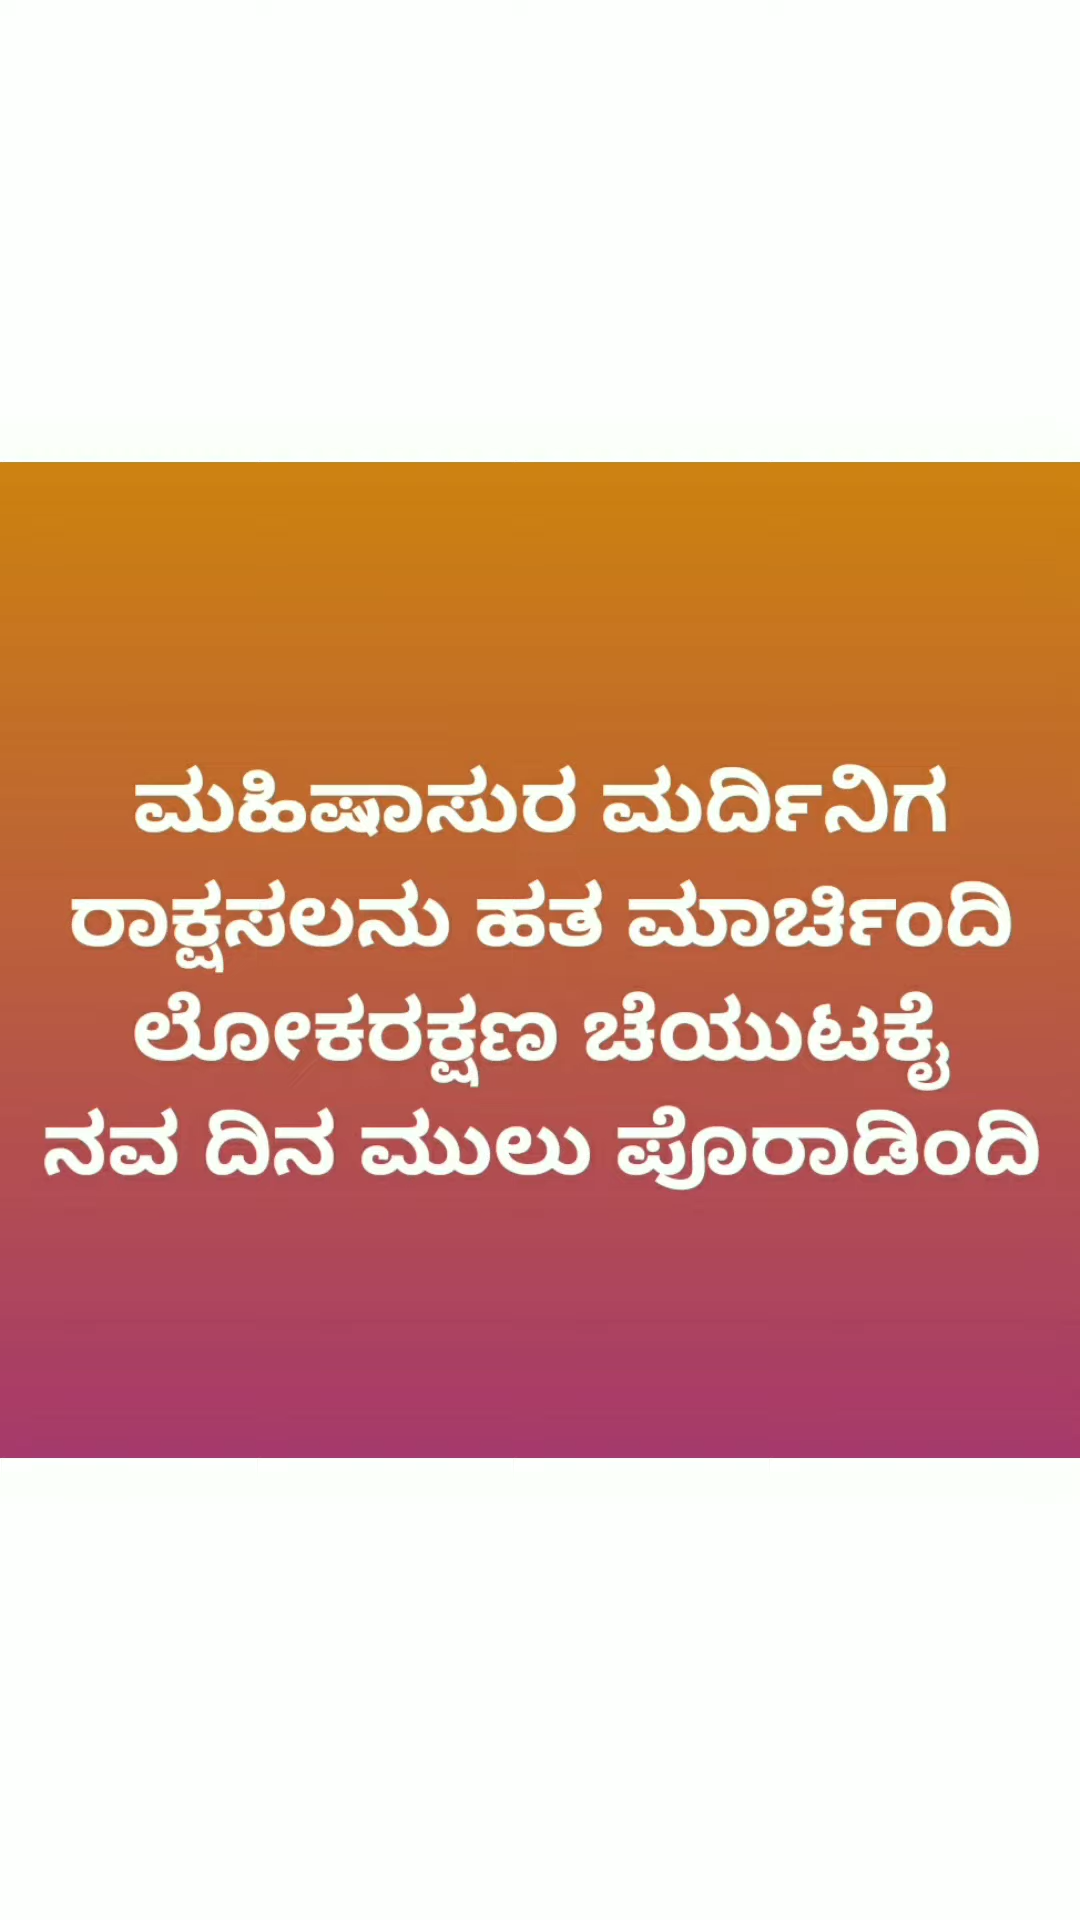 ಮಹಿಷಾಸುರ ಮರ್ದಿನಿಗ
ರಾಕ್ಷಸಲನು ಹತ ಮಾರ್ಚಿಂದಿ
ಲೋಕರಕ್ಷಣ ಚೆಯುಟಕೈ
ನವ ದಿನ ಮುಲು ಪೊರಾಡಿಂದಿ